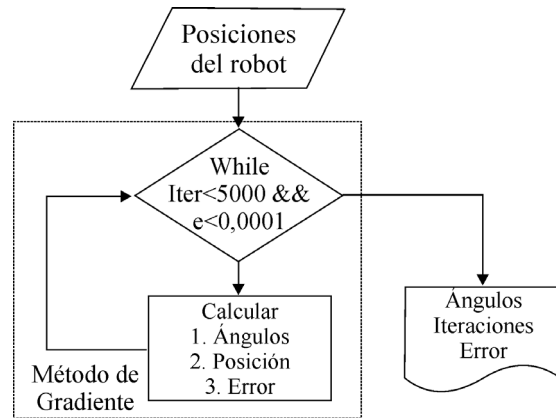 Posiciones
del robot
While
Iter<5000 &&
e<0,0001
Calcular
1. Ángulos
2. Posición
3. Error
Método de
Gradiente
Ángulos
Iteraciones
Error